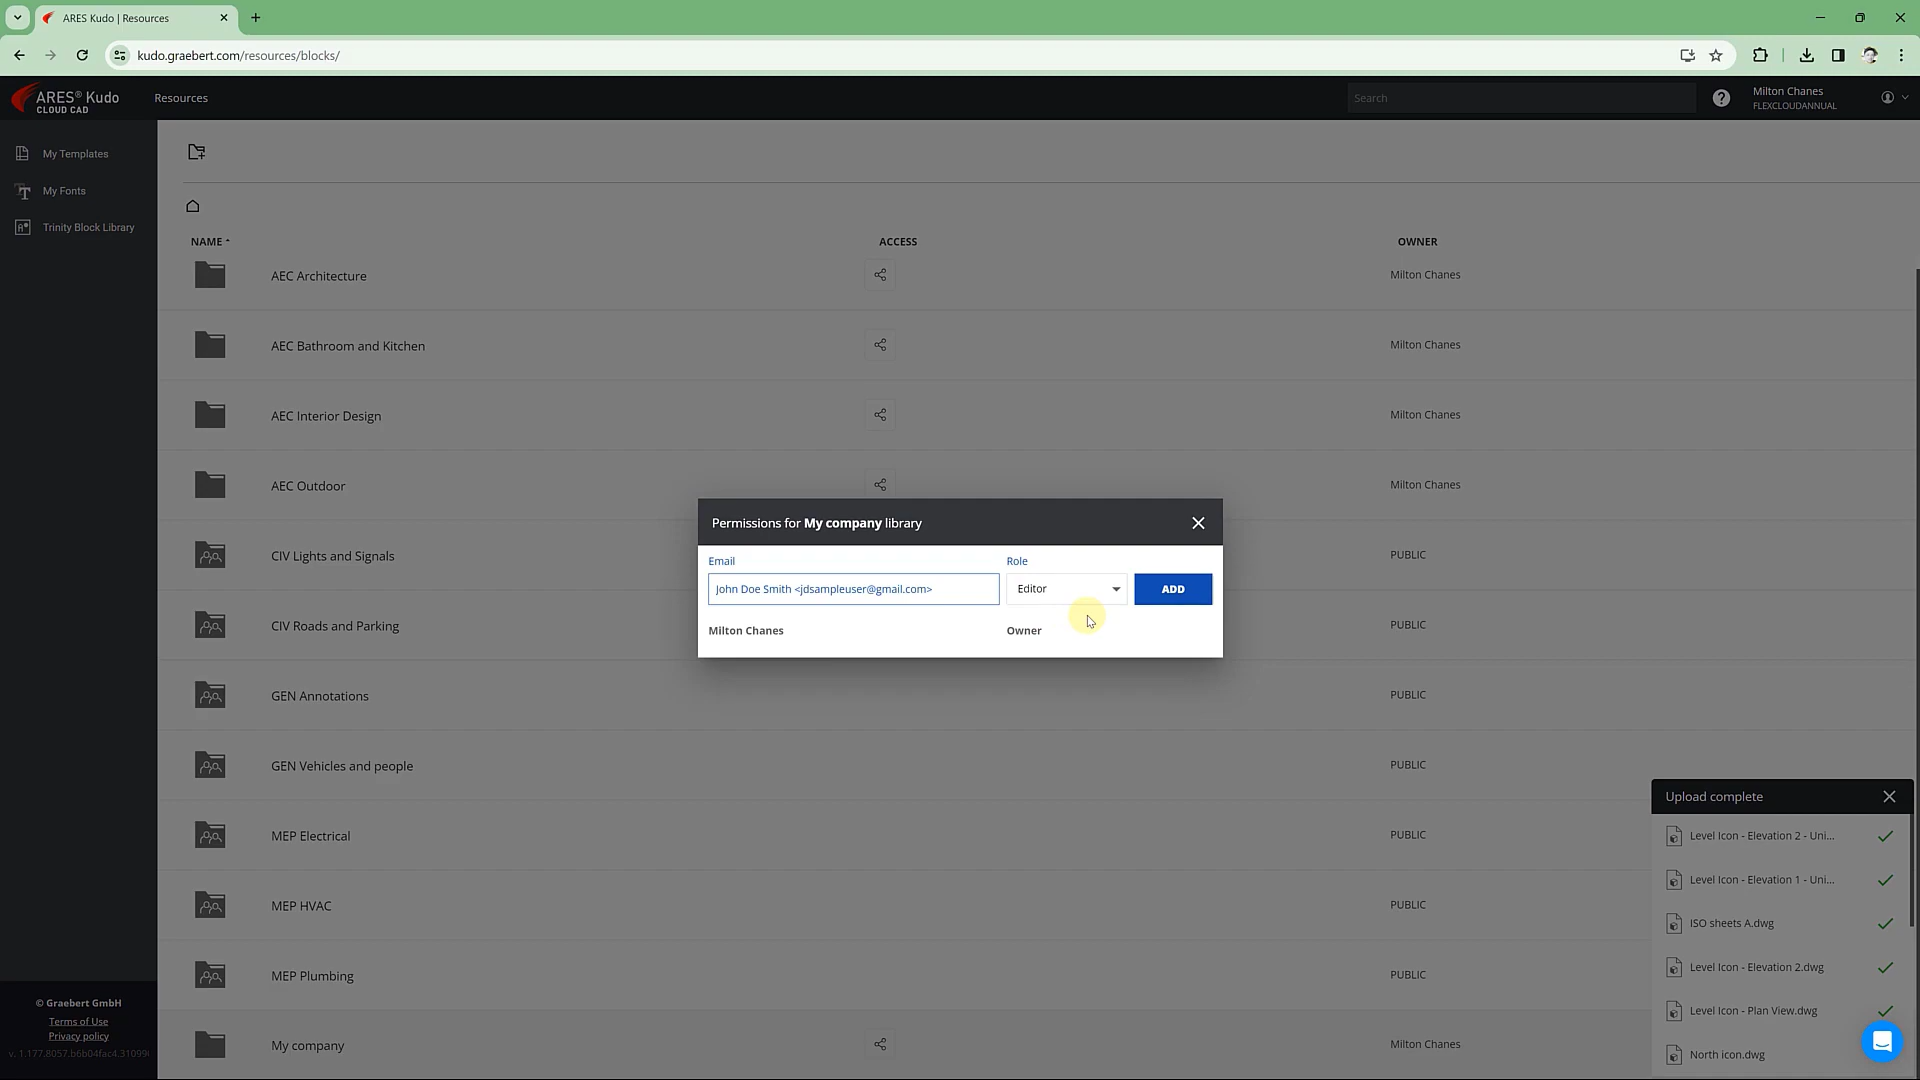 ARES Kudo | Resources
kudo.graebert.com/resources/blocks/
ARES® Kudo
CLOUD CAD
Resources
Search
Milton Chanes
FLEXCLOUDANNUAL
My Templates
My Fonts
Trinity Block Library
NAME
ACCESS
OWNER
AEC Architecture
Milton Chanes
AEC Bathroom and Kitchen
Milton Chanes
AEC Interior Design
Milton Chanes
AEC Outdoor
Milton Chanes
CIV Lights and Signals
PUBLIC
CIV Roads and Parking
PUBLIC
GEN Annotations
PUBLIC
GEN Vehicles and people
PUBLIC
MEP Electrical
PUBLIC
MEP HVAC
PUBLIC
MEP Plumbing
PUBLIC
My company
Milton Chanes
Permissions for My company library
Email
Role
John Doe Smith <jdsampleuser@gmail.com>
Editor
ADD
Milton Chanes
Owner
Upload complete
Level Icon - Elevation 2 - Uni...
Level Icon - Elevation 1 - Uni...
ISO sheets A.dwg
Level Icon - Elevation 2.dwg
Level Icon - Plan View.dwg
North icon.dwg
© Graebert GmbH
Terms of Use
Privacy policy